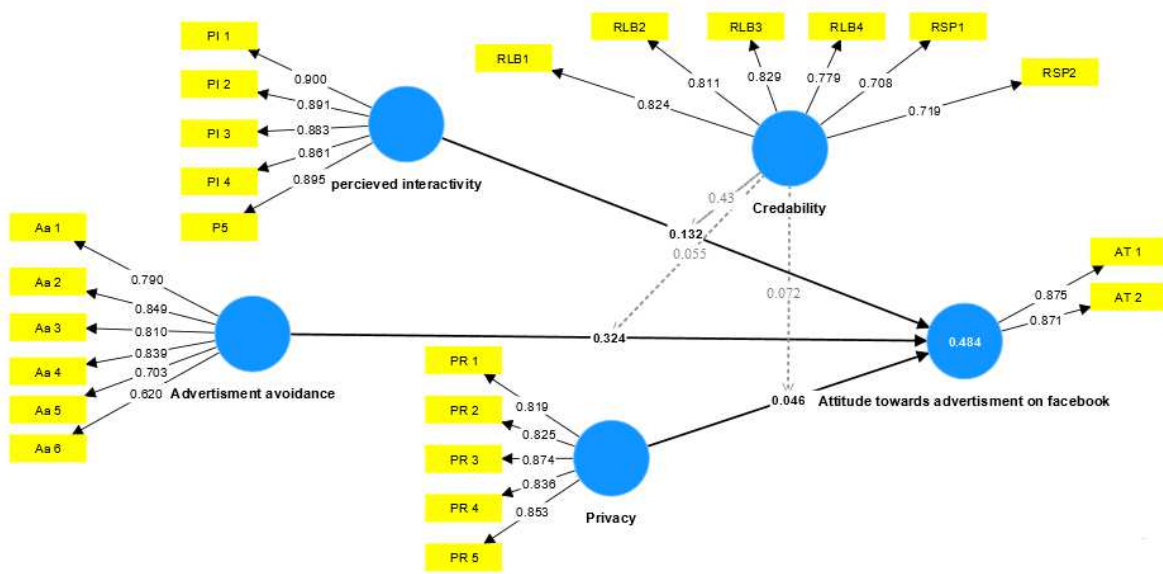 PI 1
PI 2
PI 3
PI 4
P5
0.900
0.891
0.883
0.861
0.895
percieved interactivity
RLB1
RLB2
RLB3
RLB4
RSP1
RSP2
0.824
0.811
0.829
0.779
0.708
0.719
Credability
0.43
0.132
0.055
0.072
Aa 1
Aa 2
Aa 3
Aa 4
Aa 5
Aa 6
0.790
0.849
0.810
0.839
0.703
0.620
Advertisment avoidance
0.324
AT 1
AT 2
0.875
0.871
0.484
Attitude towards advertisment on facebook
0.046
PR 1
PR 2
PR 3
PR 4
PR 5
0.819
0.825
0.874
0.836
0.853
Privacy